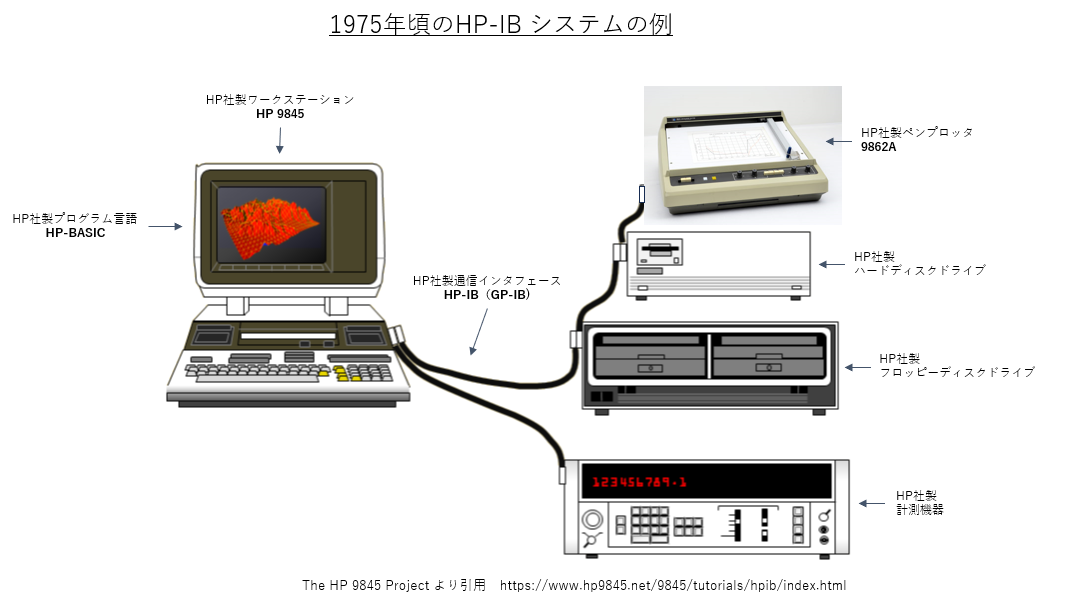 1975年頃のHP-IB システムの例
HP社製ワークステーション
HP 9845
HP社製ペンプロッタ
9862A
HP社製プログラム言語
HP-BASIC
HP社製
ハードディスクドライブ
HP社製通信インタフェース
HP-IB（GP-IB）
HP社製
フロッピーディスクドライブ
123456789.1
HP社製
計測機器
The HP 9845 Project より引用　https://www.hp9845.net/9845/tutorials/hpib/index.html